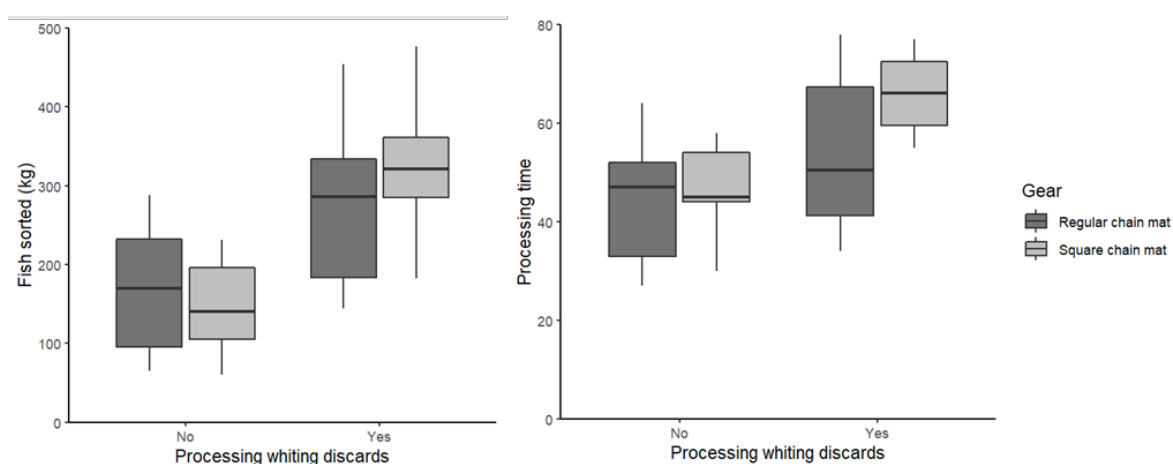 500
400
300
200
100
0
Fish sorted (kg)
No
Yes
Processing whiting discards
80
60
40
20
0
Processing time
No
Yes
Processing whiting discards
Gear
Regular chain mat
Square chain mat